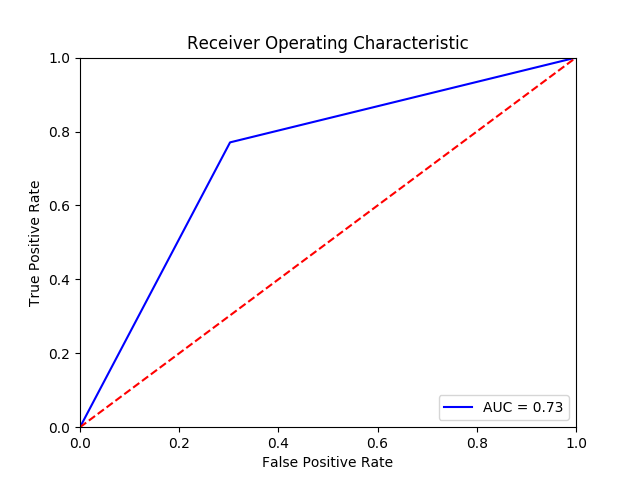 Receiver Operating Characteristic
True Positive Rate
1.0
0.8
0.6
0.4
0.2
0.0
AUC = 0.73
0.0 0.2 0.4 0.6 0.8 1.0
False Positive Rate